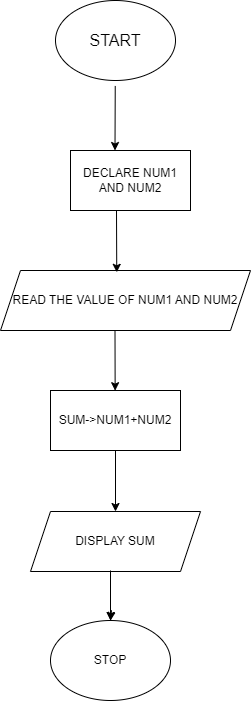 START
DECLARE NUM1
AND NUM2
READ THE VALUE OF NUM1 AND NUM2
SUM->NUM1+NUM2
DISPLAY SUM
STOP